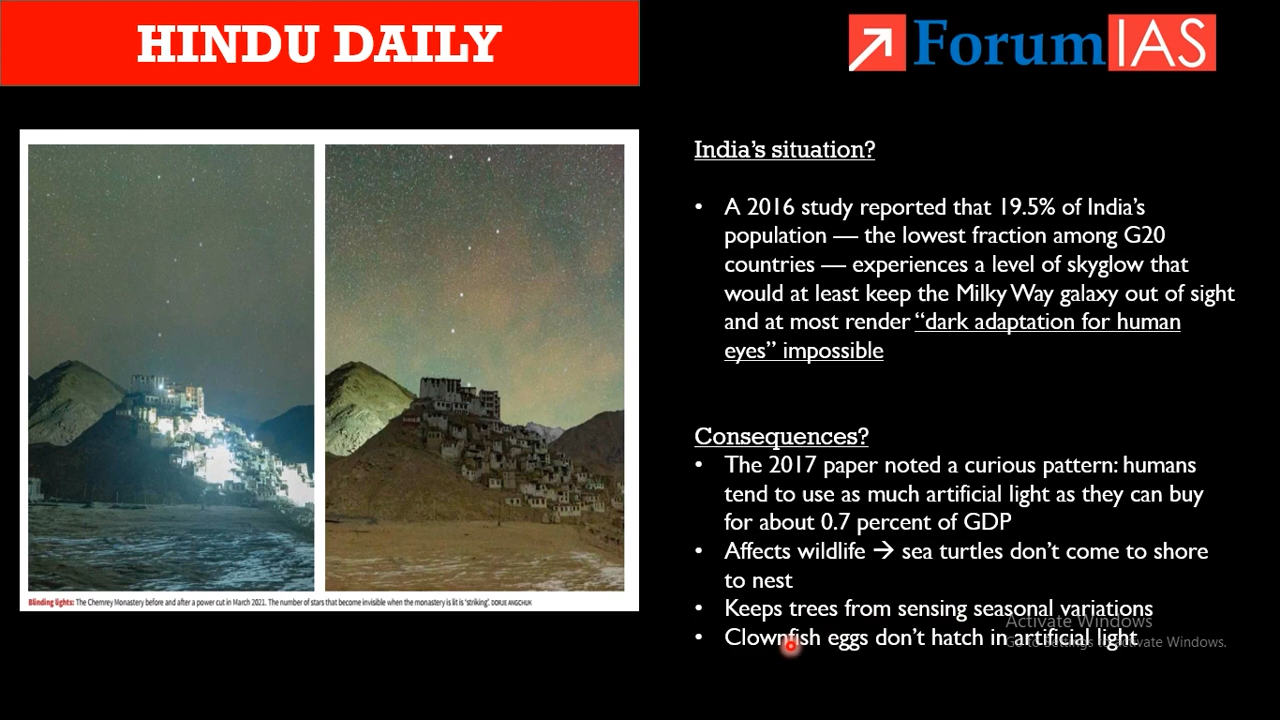 HINDU DAILY
ForumIAS
India's situation?
• A 2016 study reported that 19.5% of India's
population — the lowest fraction among G20
countries — experiences a level of skyglow that
would at least keep the Milky Way galaxy out of sight
and at most render “dark adaptation for human
eyes” impossible
Consequences?
• The 2017 paper noted a curious pattern: humans
tend to use as much artificial light as they can buy
for about 0.7 percent of GDP
• Affects wildlife → sea turtles don't come to shore
to nest
• Keeps trees from sensing seasonal variations
• Clownfish eggs don't hatch in artificial light
Blinding lights: The Chemrey Monastery before and after a power cut in March 2021. The number of stars that become invisible when the monastery is lit is 'striking'. DORJE ANGCHUK
Activate Windows
Go to Settings to activate Windows.